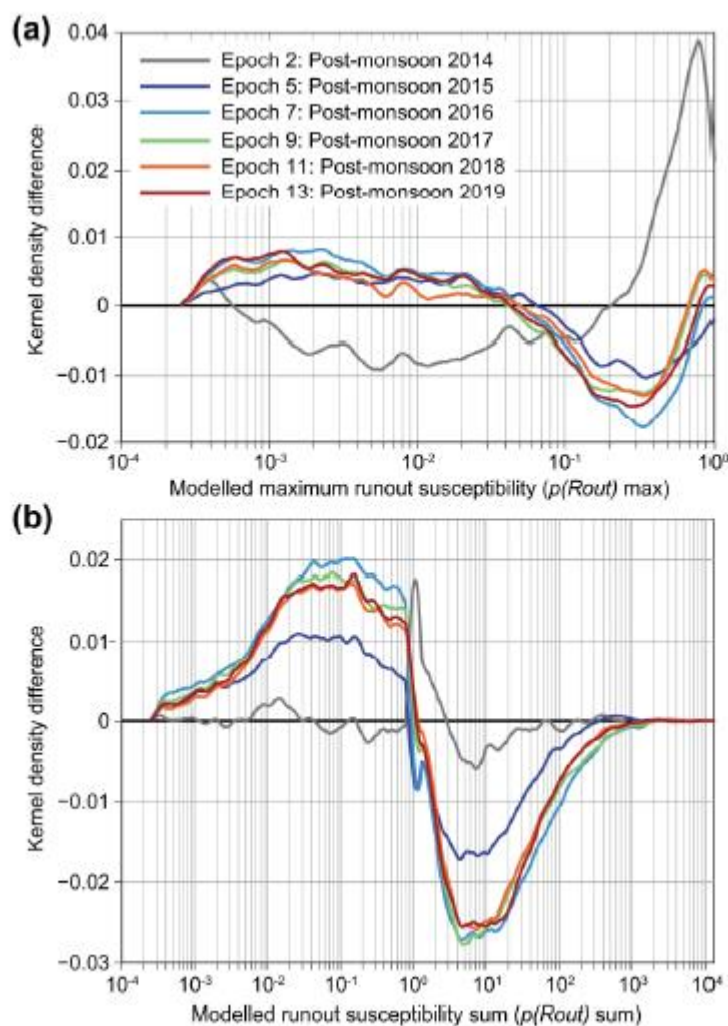 (a)
0.04
0.03
0.02
0.010
0
−0.010
−0.02
Kernel density difference
Epoch 2: Post-monsoon 2014
Epoch 5: Post-monsoon 2015
Epoch 7: Post-monsoon 2016
Epoch 9: Post-monsoon 2017
Epoch 11: Post-monsoon 2018
Epoch 13: Post-monsoon 2019
10⁻⁴ 10⁻³ 10⁻² 10⁻¹ 10⁰
Modelled maximum runout susceptibility (p(Rout) max)
(b)
0.02
0.01
0
−0.01
−0.02
−0.03
Kernel density difference
10⁻⁴ 10⁻³ 10⁻² 10⁻¹ 10⁰ 10¹ 10² 10³ 10⁴
Modelled runout susceptibility sum (p(Rout) sum)